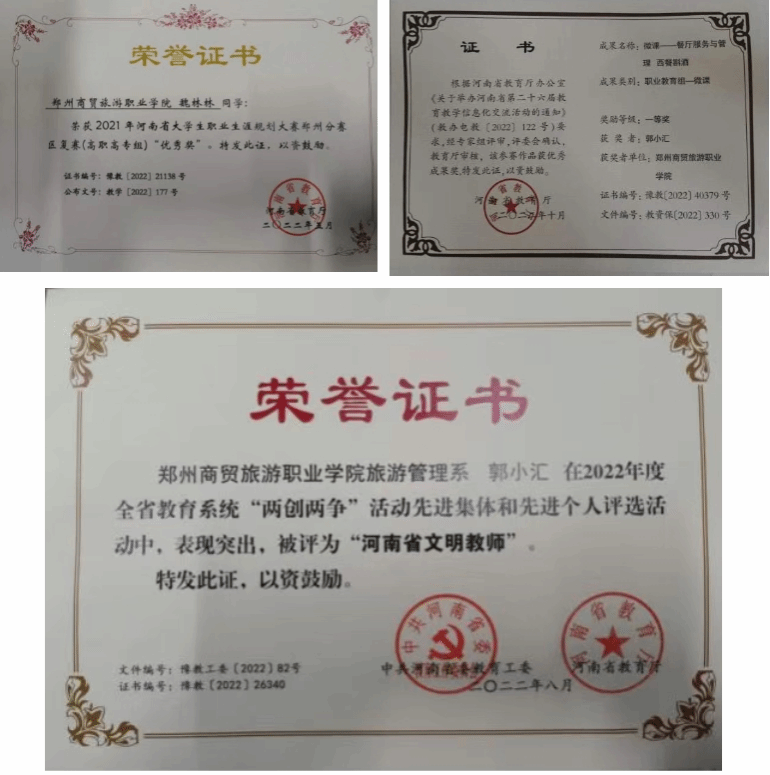 荣誉证书
郑州商贸旅游职业学院 魏林林 同学：
荣获2021年河南省大学生职业生涯规划大赛郑州分赛
区复赛(高职高专组)“优秀奖”。特发此证，以资鼓励。
证书编号：豫教〔2022〕21138号
公布文号：教学〔2022〕177号
河南省教育厅
二〇二二年五月
证 书
根据河南省教育厅办公室
《关于举办河南省第二十六届教育
教学信息化交流活动的通知》
(教办电教〔2022〕122号)要
求，经专家组评审，评委会确认，
教育厅审核，该参赛作品获优秀
成果奖，特发此证，以资鼓励。
河南省教育厅
二〇二二年十月
成果名称：微课——餐厅服务与管
理 西餐斟酒
成果类别：职业教育组—微课
奖励等级：一等奖
获奖者：郭小汇
获奖者单位：郑州商贸旅游职业
学院
证书编号：豫教[2022]40379号
文件编号：教资保[2022]330号
荣誉证书
郑州商贸旅游职业学院旅游管理系 郭小汇 在2022年度
全省教育系统“两创两争”活动先进集体和先进个人评选活
动中，表现突出，被评为“河南省文明教师”。
特发此证，以资鼓励。
文件编号：豫教工委〔2022〕82号
证书编号：豫教〔2022〕26340
中共河南省委教育工委
河南省教育厅
二〇二二年八月
中共河南省委
河南省教育厅